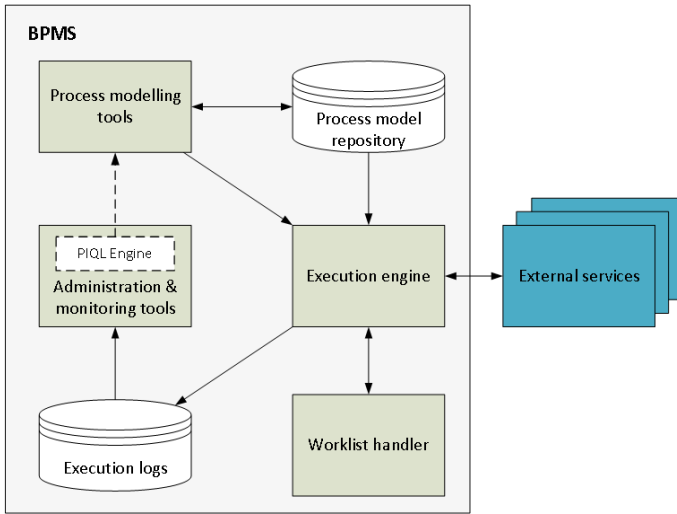 BPMS
Process modelling
tools
Process model
repository
PIQL Engine
Administration &
monitoring tools
Execution engine
External services
Execution logs
Worklist handler